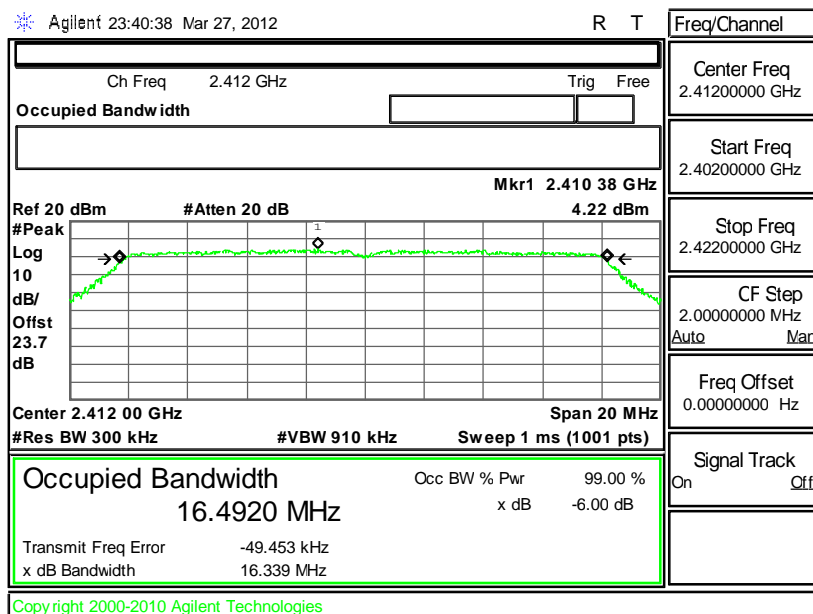 Agilent 23:40:38 Mar 27, 2012 R T
Freq/Channel
Ch Freq 2.412 GHz Trig Free
Occupied Bandwidth
Center Freq
2.41200000 GHz
Start Freq
2.40200000 GHz
Mkr1 2.410 38 GHz
Ref 20 dBm #Atten 20 dB 4.22 dBm
#Peak
Log
10
dB/
Offst
23.7
dB
1
Stop Freq
2.42200000 GHz
CF Step
2.00000000 MHz
Auto Man
Center 2.412 00 GHz Span 20 MHz
#Res BW 300 kHz #VBW 910 kHz Sweep 1 ms (1001 pts)
Freq Offset
0.00000000 Hz
Signal Track
On Off
Occupied Bandwidth Occ BW % Pwr 99.00 %
16.4920 MHz x dB -6.00 dB
Transmit Freq Error -49.453 kHz
x dB Bandwidth 16.339 MHz
Copyright 2000-2010 Agilent Technologies